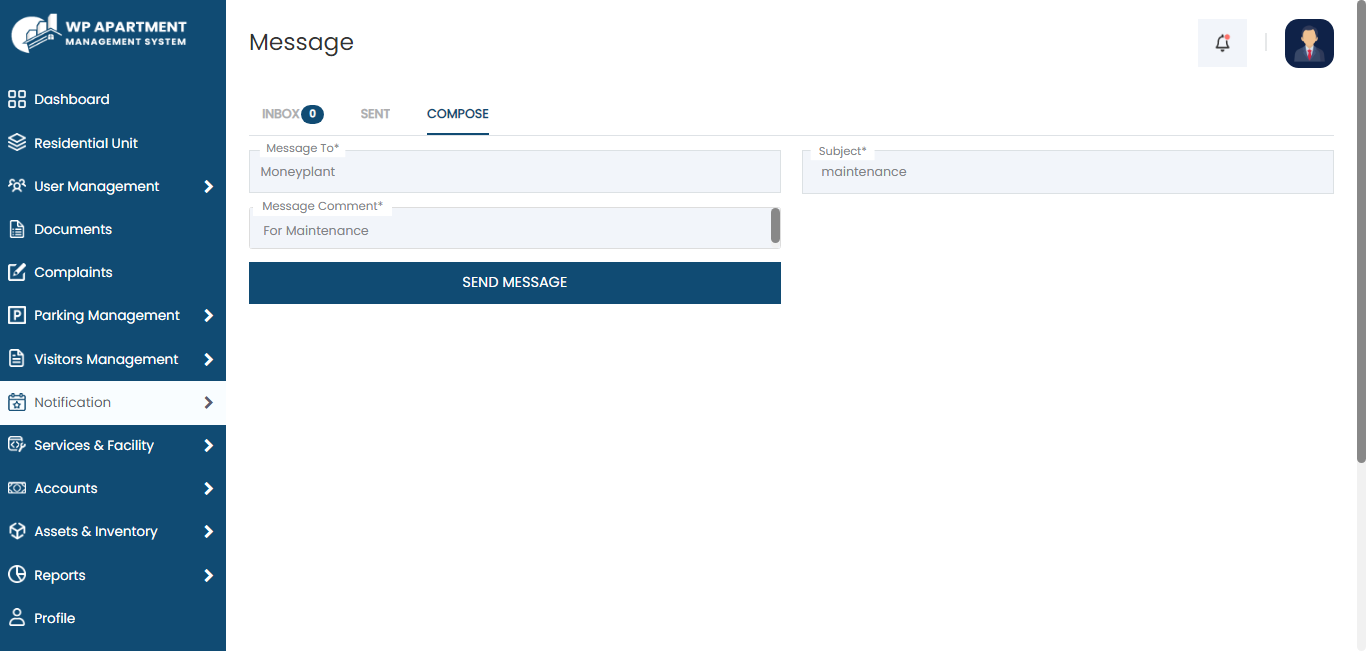 WP APARTMENT
MANAGEMENT SYSTEM
Dashboard
Residential Unit
User Management
Documents
Complaints
Parking Management
Visitors Management
Notification
Services & Facility
Accounts
Assets & Inventory
Reports
Profile
Message
INBOX 0 SENT COMPOSE
Message To*
Moneyplant
Subject*
maintenance
Message Comment*
For Maintenance
SEND MESSAGE